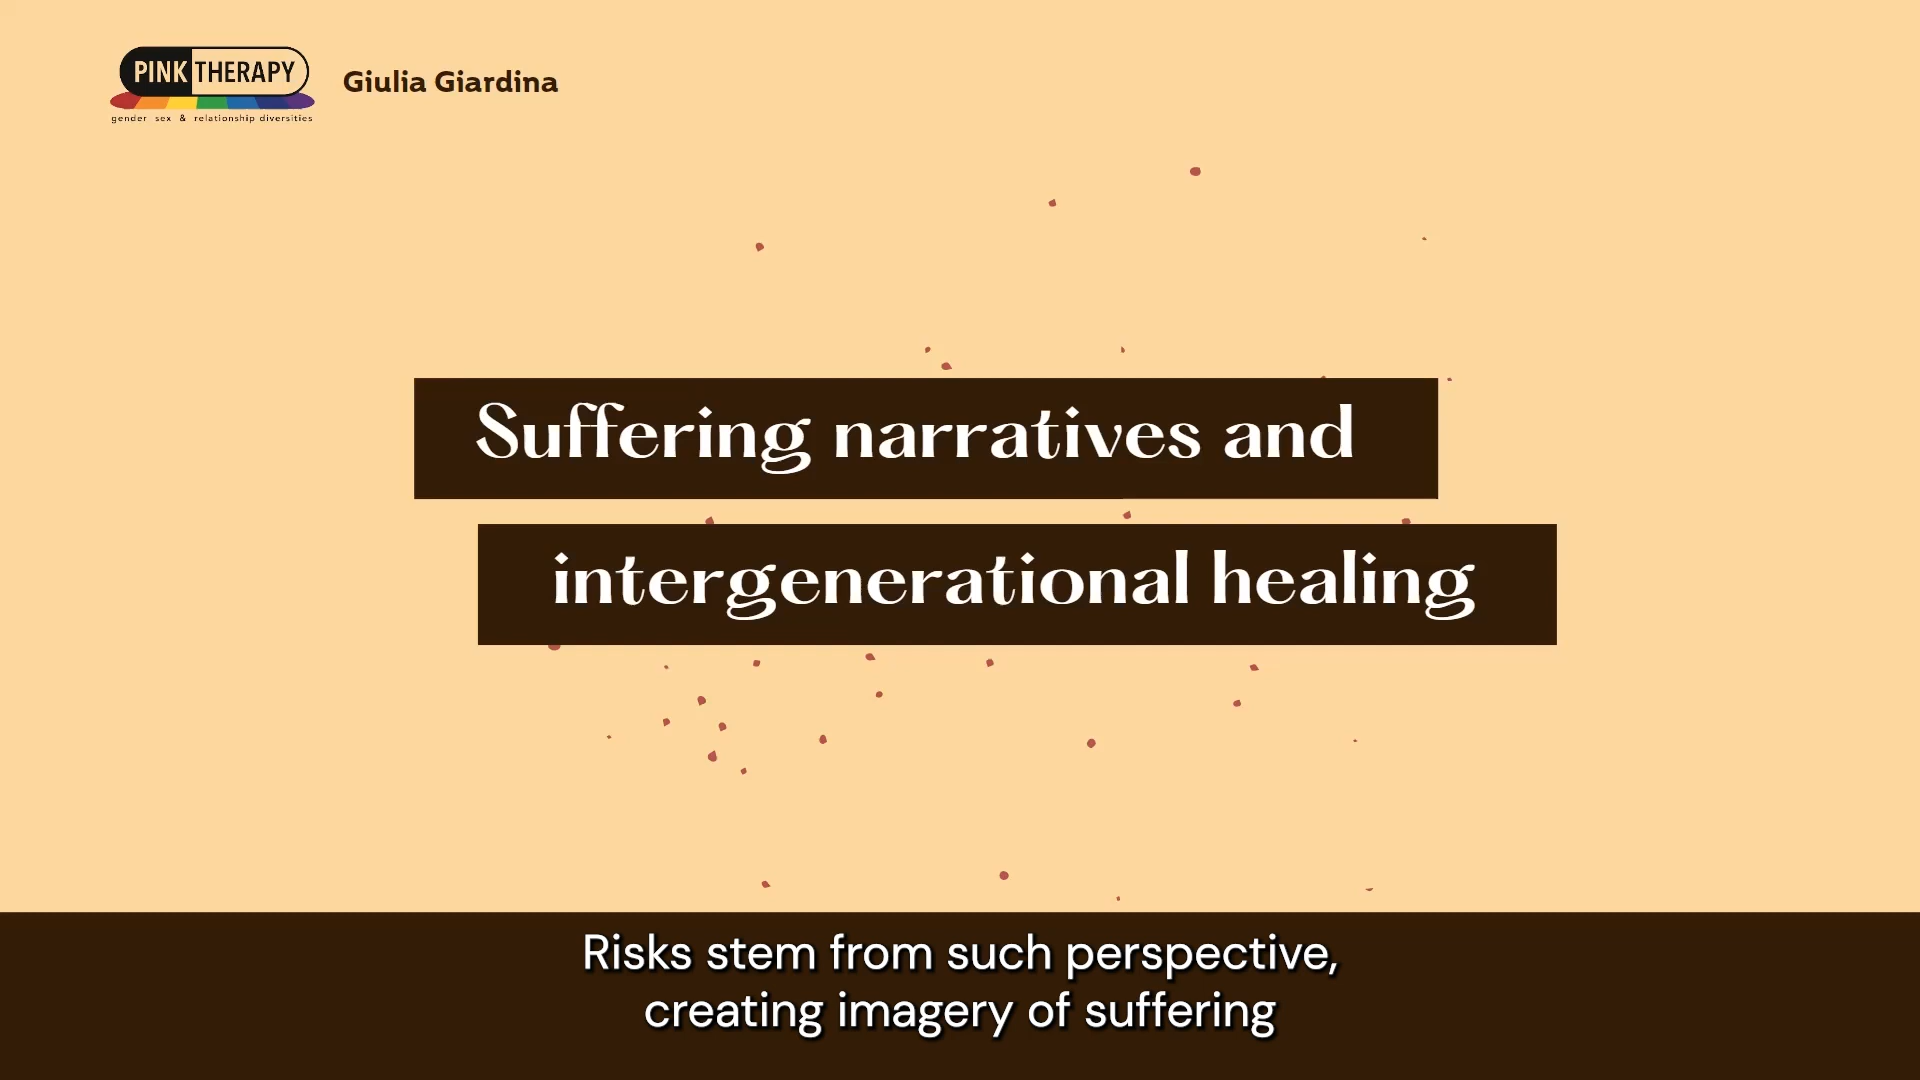 PINK THERAPY
gender sex & relationship diversities
Giulia Giardina
Suffering narratives and
intergenerational healing
Risks stem from such perspective,
creating imagery of suffering